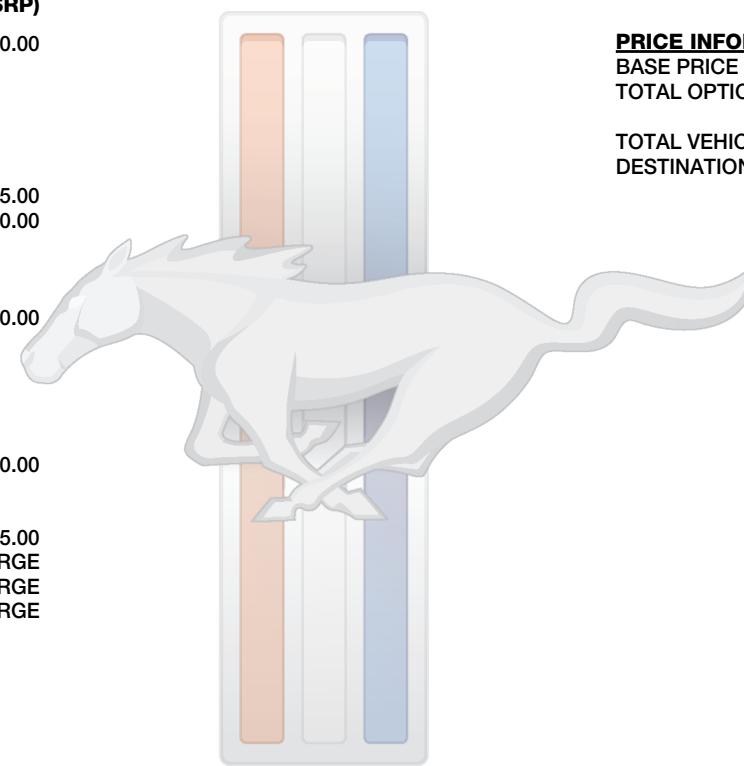 SRP)
0.00
5.00
0.00
0.00
0.00
5.00
RGE
RGE
RGE
PRICE INFO
BASE PRICE
TOTAL OPTIO
TOTAL VEHIC
DESTINATION